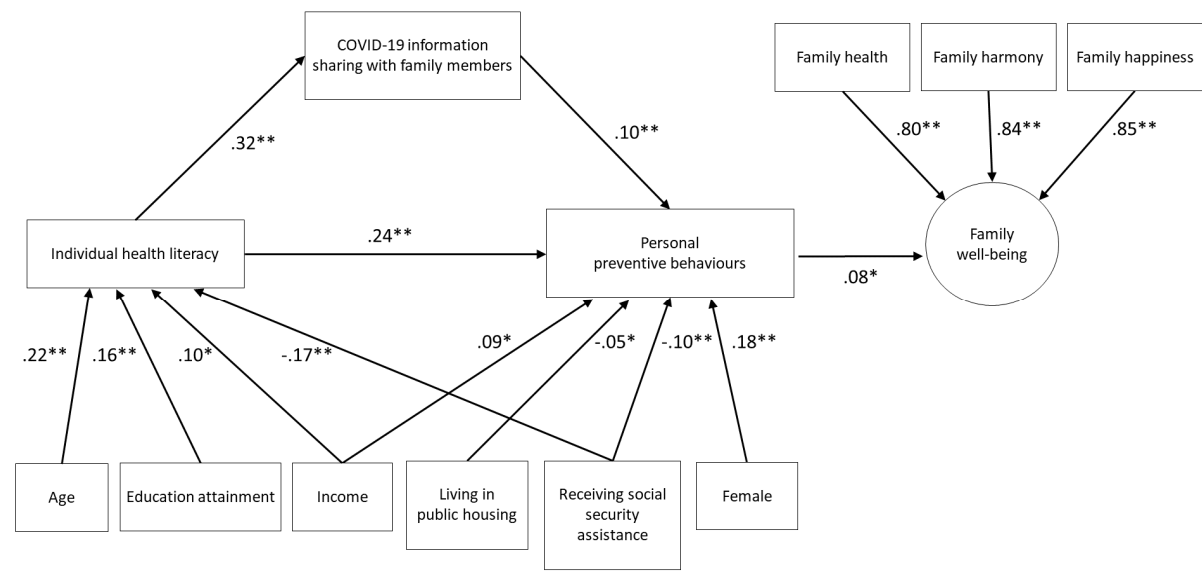 COVID-19 information
sharing with family members
Family health
Family harmony
Family happiness
.32**
.10**
.80**
.84**
.85**
Individual health literacy
.24**
Personal
preventive behaviours
.08*
Family
well-being
.22**
.16**
.10*
-.17**
.09*
-.05*
-.10**
.18**
Age
Education attainment
Income
Living in
public housing
Receiving social
security
assistance
Female